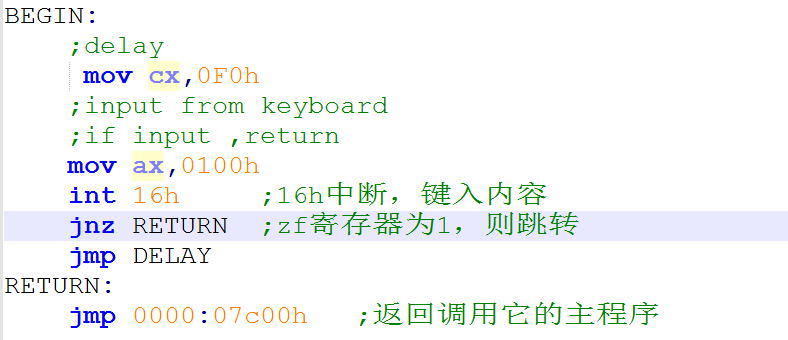 BEGIN:
;delay
mov cx,0F0h
;input from keyboard
;if input ,return
mov ax,0100h
int 16h ;16h中断，键入内容
jnz RETURN ;zf寄存器为1，则跳转
jmp DELAY
RETURN:
jmp 0000:07c00h ;返回调用它的主程序